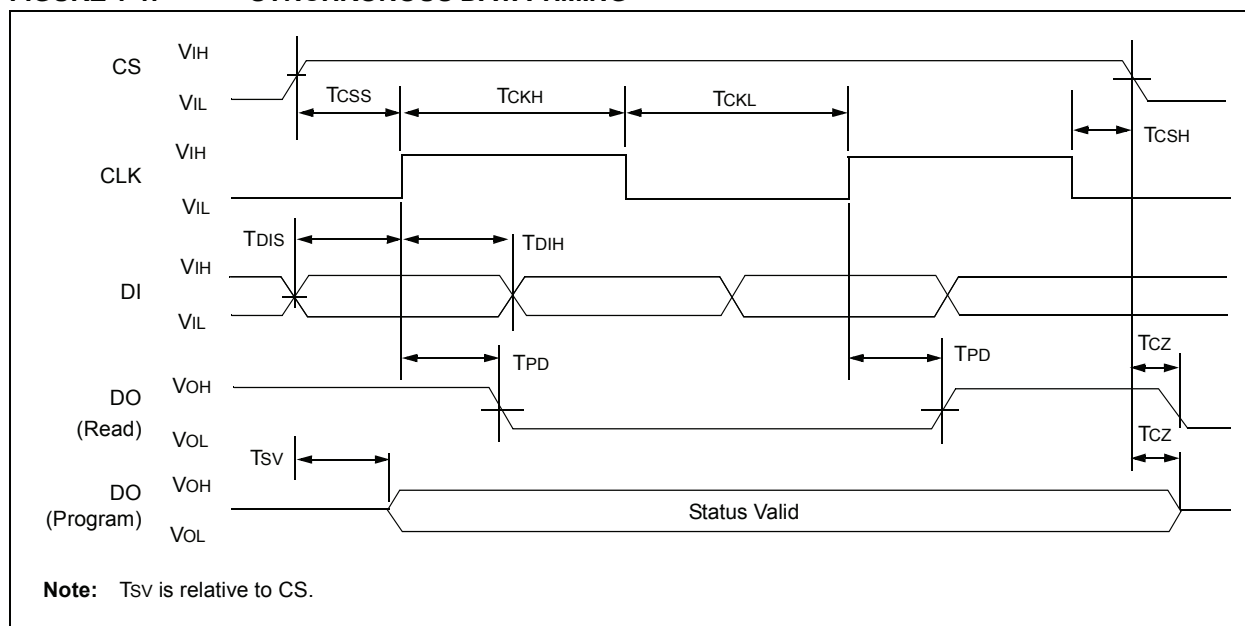 VIH
CS
VIL
TCSS
TCKH
TCKL
TCSH
VIH
CLK
VIL
TDIS
TDIH
VIH
DI
VIL
TPD
TPD
TCZ
VOH
DO
(Read)
VOL
TCZ
TSV
VOH
DO
(Program)
Status Valid
VOL
Note: TSV is relative to CS.